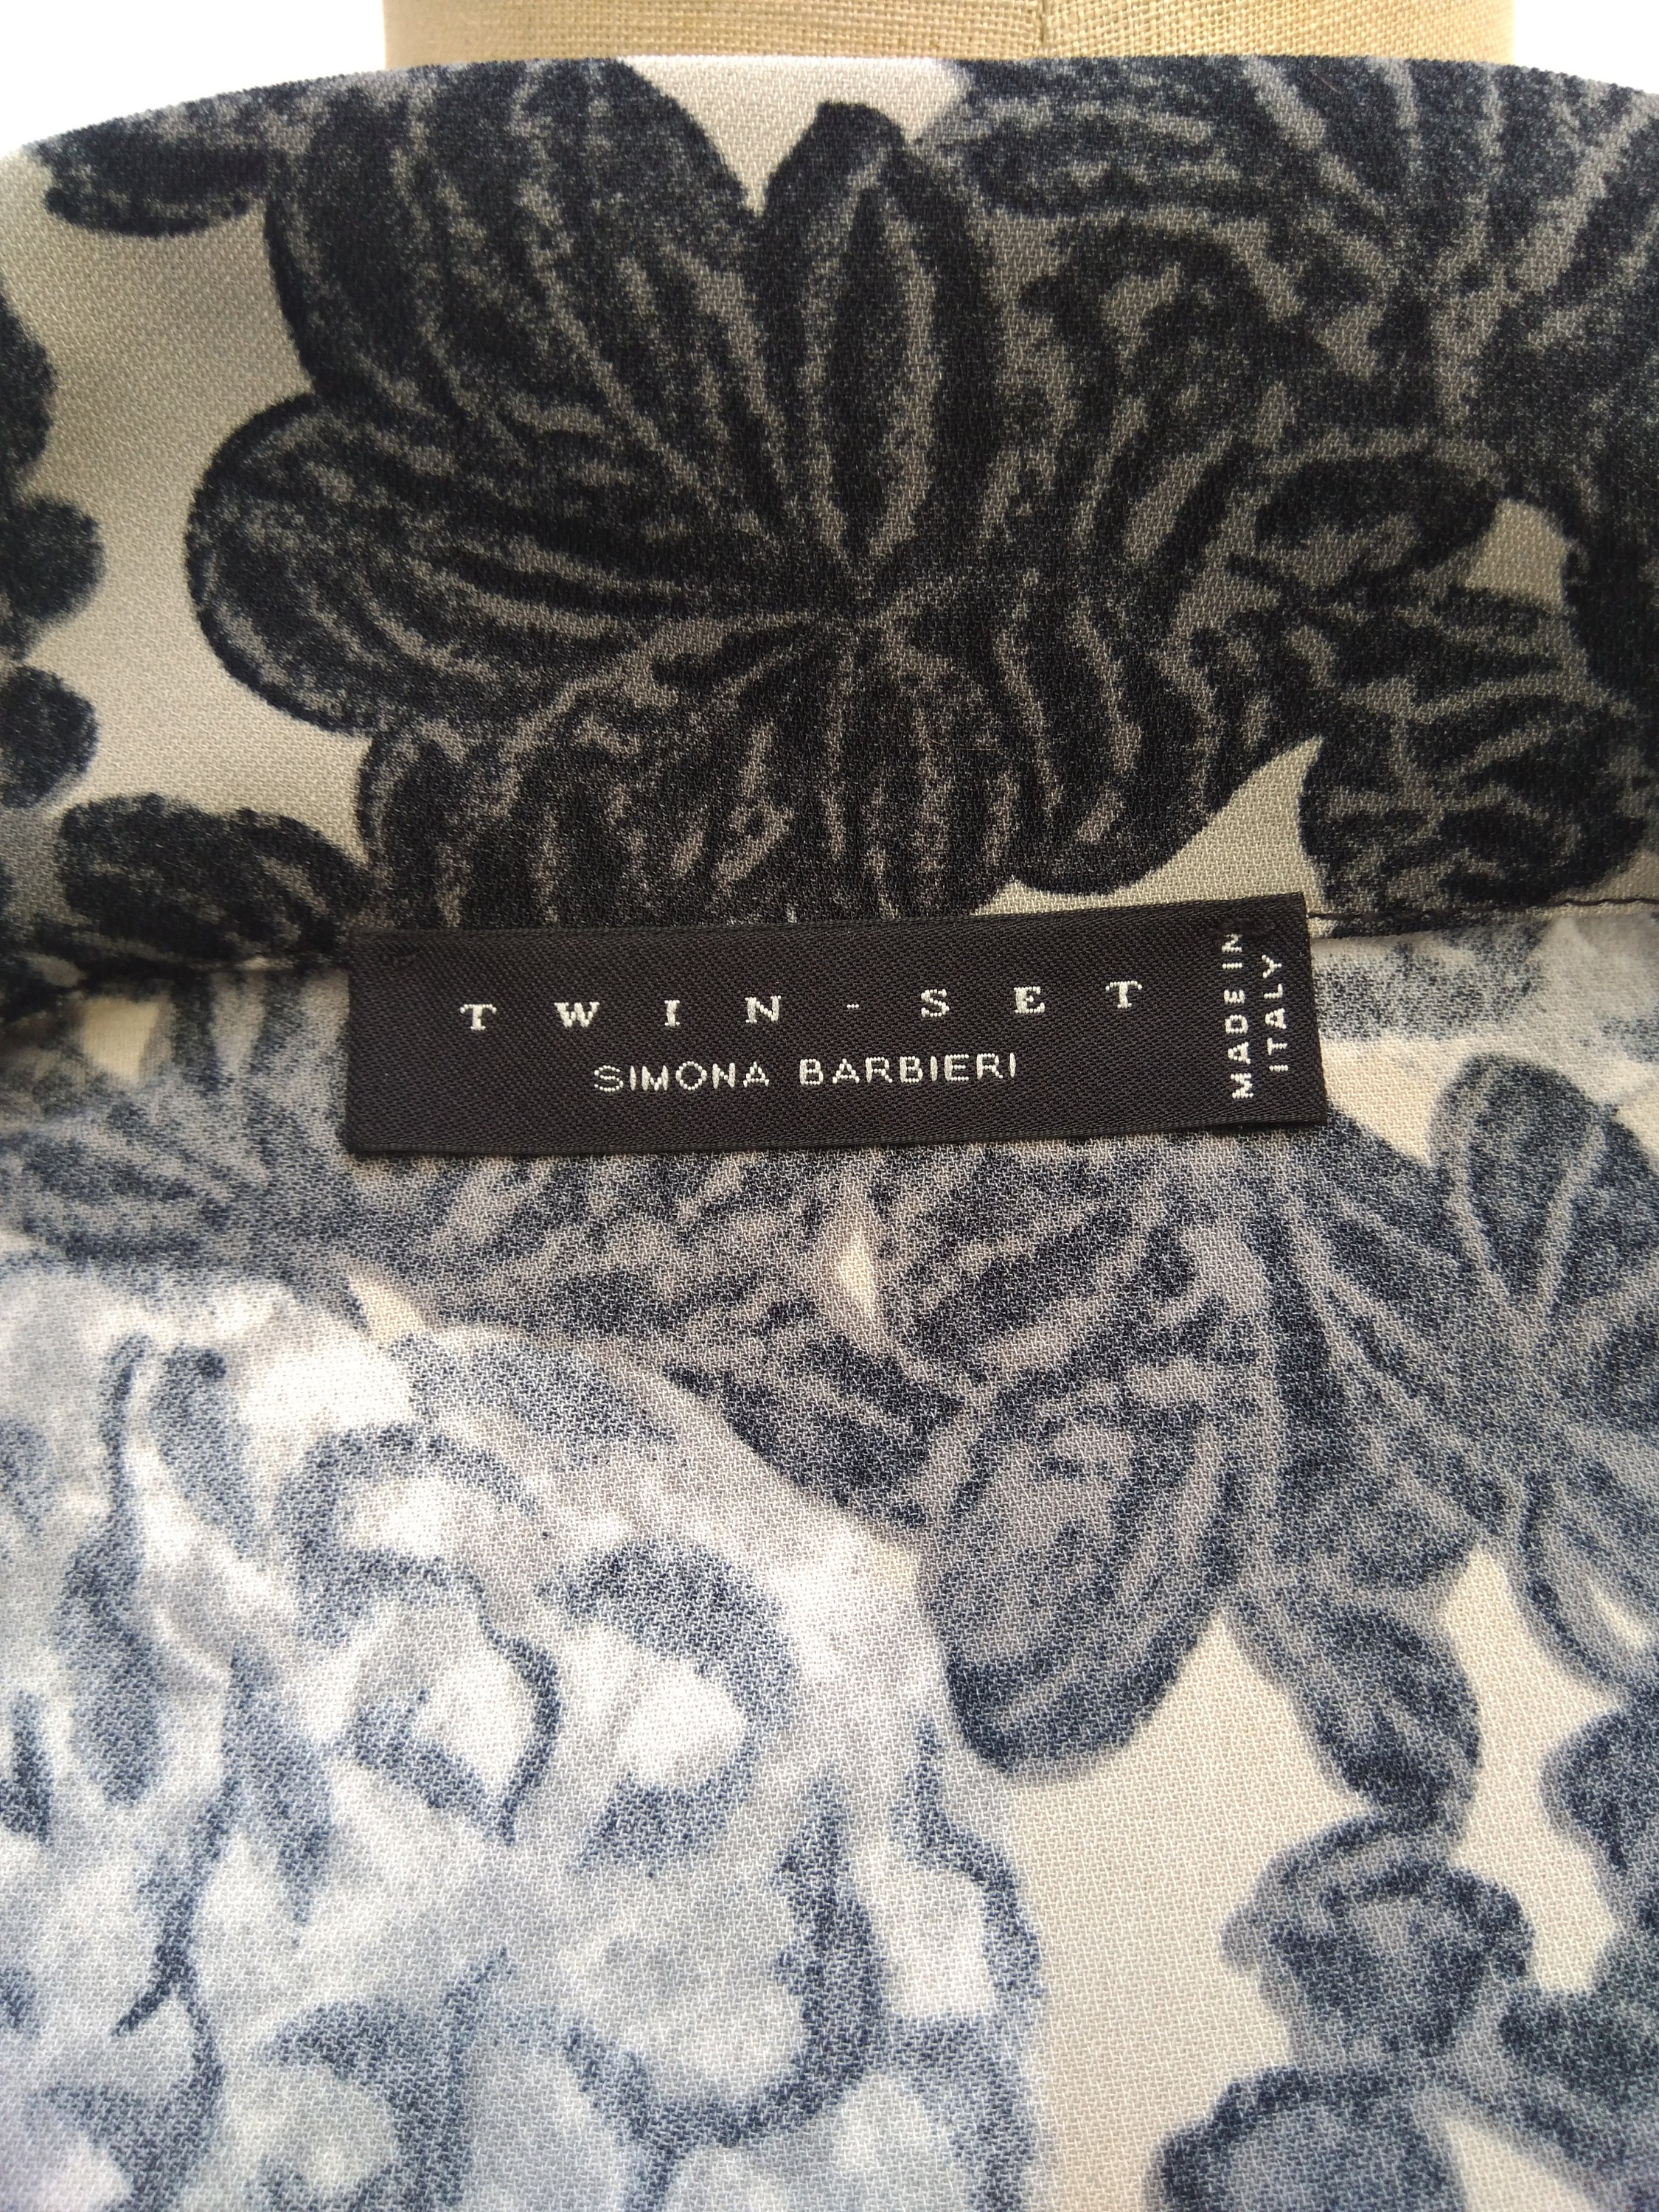 TWIN-SET
SIMONA BARBIERI
MADE IN
ITALY